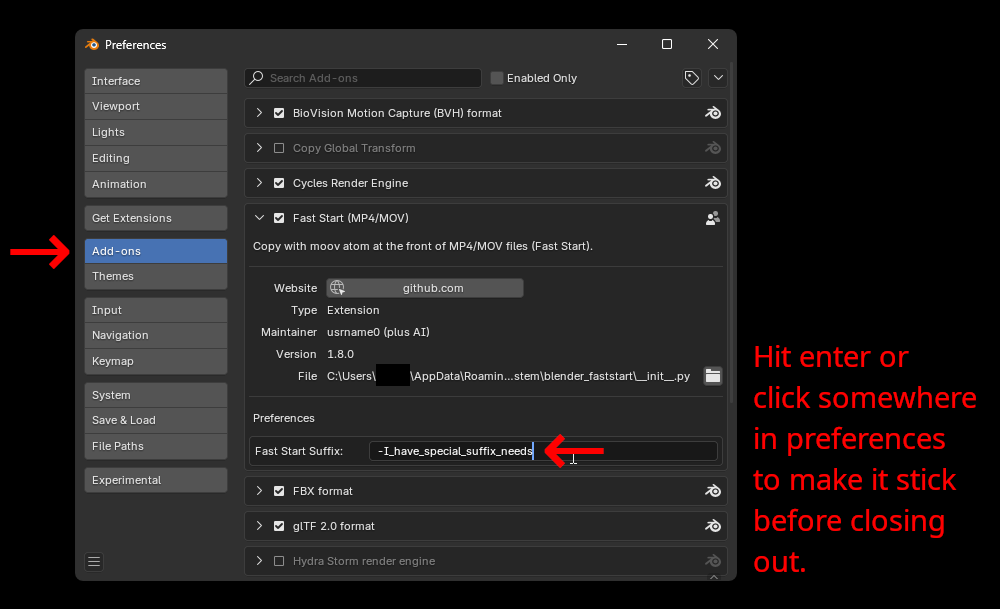 Preferences
Interface
Viewport
Lights
Editing
Animation
Get Extensions
Add-ons
Themes
Input
Navigation
Keymap
System
Save & Load
File Paths
Experimental
Search Add-ons
Enabled Only
BioVision Motion Capture (BVH) format
Copy Global Transform
Cycles Render Engine
Fast Start (MP4/MOV)
Copy with moov atom at the front of MP4/MOV files (Fast Start).
Website github.com
Type Extension
Maintainer usrname0 (plus AI)
Version 1.8.0
File C:\Users\ \AppData\Roamin...stem\blender_faststart\__init__.py
Preferences
Fast Start Suffix: -I_have_special_suffix_needs
FBX format
glTF 2.0 format
Hydra Storm render engine
Hit enter or
click somewhere
in preferences
to make it stick
before closing
out.